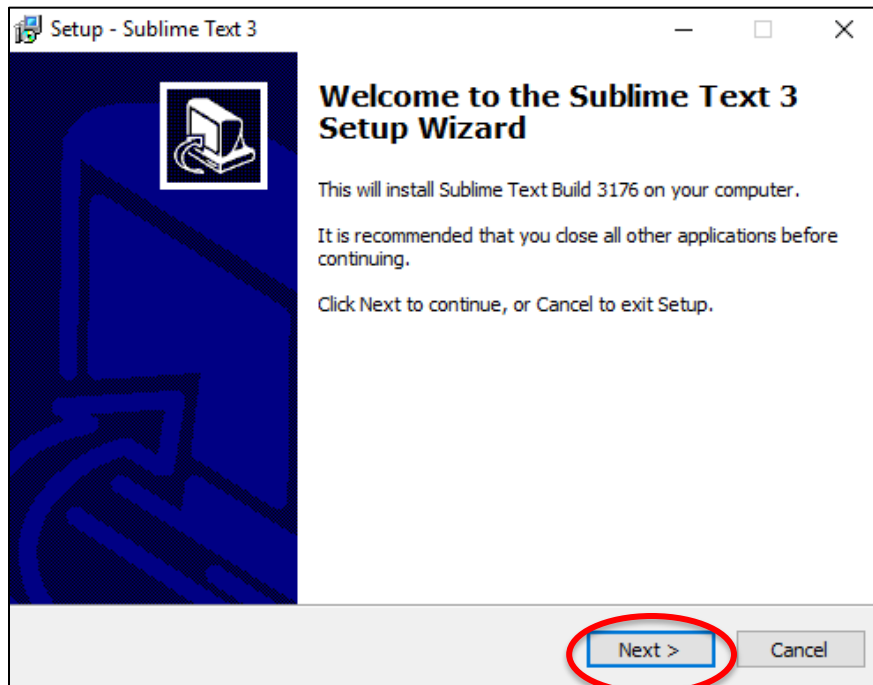 Setup - Sublime Text 3
Welcome to the Sublime Text 3
Setup Wizard
This will install Sublime Text Build 3176 on your computer.
It is recommended that you close all other applications before
continuing.
Click Next to continue, or Cancel to exit Setup.
Next >
Cancel